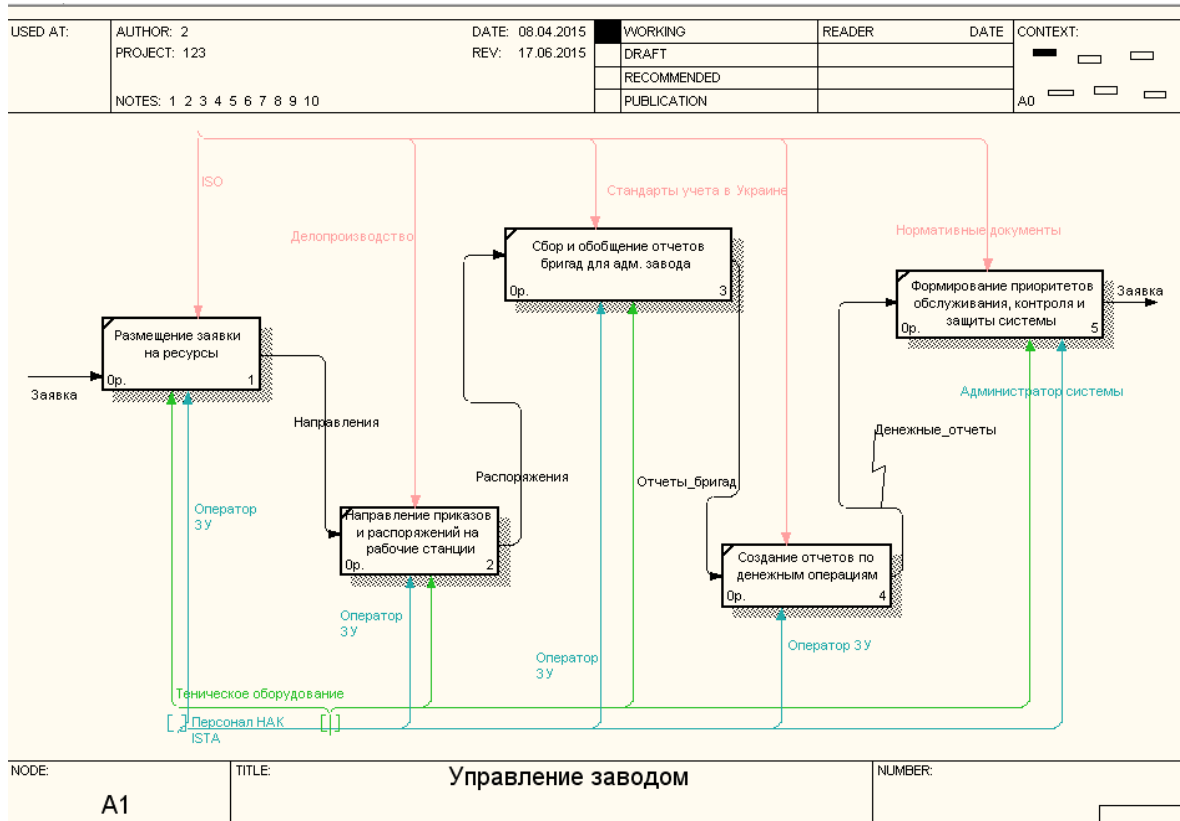 USED AT:
AUTHOR: 2
DATE: 08.04.2015
WORKING
READER
DATE
CONTEXT:
PROJECT: 123
REV: 17.06.2015
DRAFT
RECOMMENDED
NOTES: 1 2 3 4 5 6 7 8 9 10
PUBLICATION
A0
ISO
Стандарты учета в Украине
Делопроизводство
Нормативные документы
Сбор и обобщение отчетов
бригад для адм. завода
0р.
3
Формирование приоритетов
обслуживания, контроля и
защиты системы
0р.
5
Заявка
Размещение заявки
на ресурсы
0р.
1
Заявка
Администратор системы
Направления
Денежные_отчеты
Распоряжения
Отчеты_бригад
Оператор
ЗУ
Направление приказов
и распоряжений на
рабочие станции
0р.
2
Создание отчетов по
денежным операциям
0р.
4
Оператор
ЗУ
Оператор
ЗУ
Оператор ЗУ
Теническое оборудование
Персонал НАК
ISTA
NODE:
TITLE:
Управление заводом
NUMBER:
A1